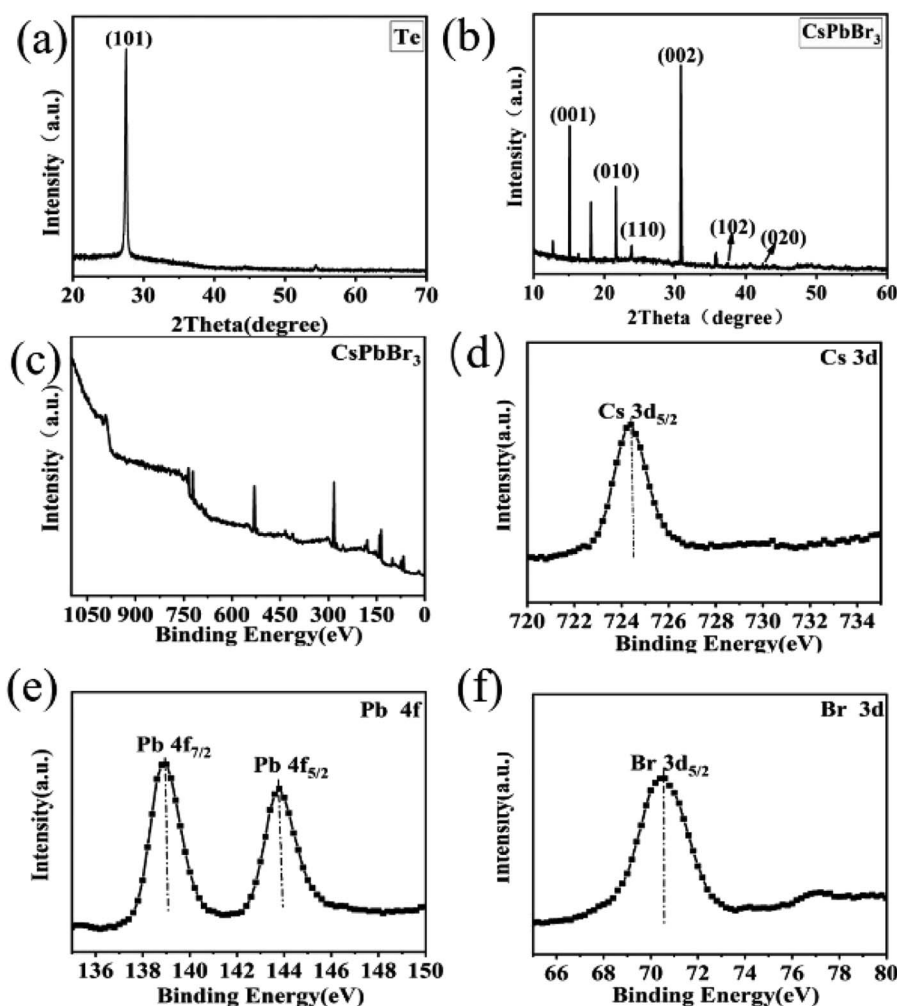 (a)
Te
(101)
Intensity（a.u.)
20 30 40 50 60 70
2Theta(degree)
(b)
CsPbBr₃
(002)
(001)
(010)
(110)
(102)
(020)
Intensity（a.u.)
10 20 30 40 50 60
2Theta（degree）
(c)
CsPbBr₃
Intensity（a.u.)
1050 900 750 600 450 300 150 0
Binding Energy(eV)
(d)
Cs 3d
Cs 3d₅/₂
Intensity(a.u.)
720 722 724 726 728 730 732 734
Binding Energy(eV)
(e)
Pb 4f
Pb 4f₇/₂
Pb 4f₅/₂
Intensity(a.u.)
136 138 140 142 144 146 148 150
Binding Energy(eV)
(f)
Br 3d
Br 3d₅/₂
Intensity(a.u.)
66 68 70 72 74 76 78 80
Binding Energy(eV)